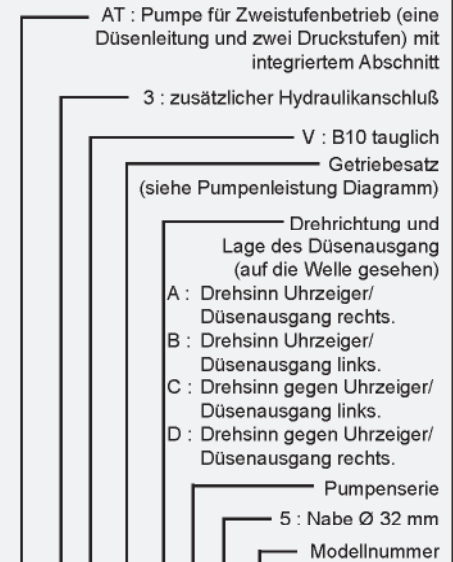 AT : Pumpe für Zweistufenbetrieb (eine
Düsenleitung und zwei Druckstufen) mit
integriertem Abschnitt
3 : zusätzlicher Hydraulikanschluß
V : B10 tauglich
Getriebesatz
(siehe Pumpenleistung Diagramm)
Drehrichtung und
Lage des Düsenausgang
(auf die Welle gesehen)
A : Drehsinn Uhrzeiger/
Düsenausgang rechts.
B : Drehsinn Uhrzeiger/
Düsenausgang links.
C : Drehsinn gegen Uhrzeiger/
Düsenausgang links.
D : Drehsinn gegen Uhrzeiger/
Düsenausgang rechts.
Pumpenserie
5 : Nabe Ø 32 mm
Modellnummer